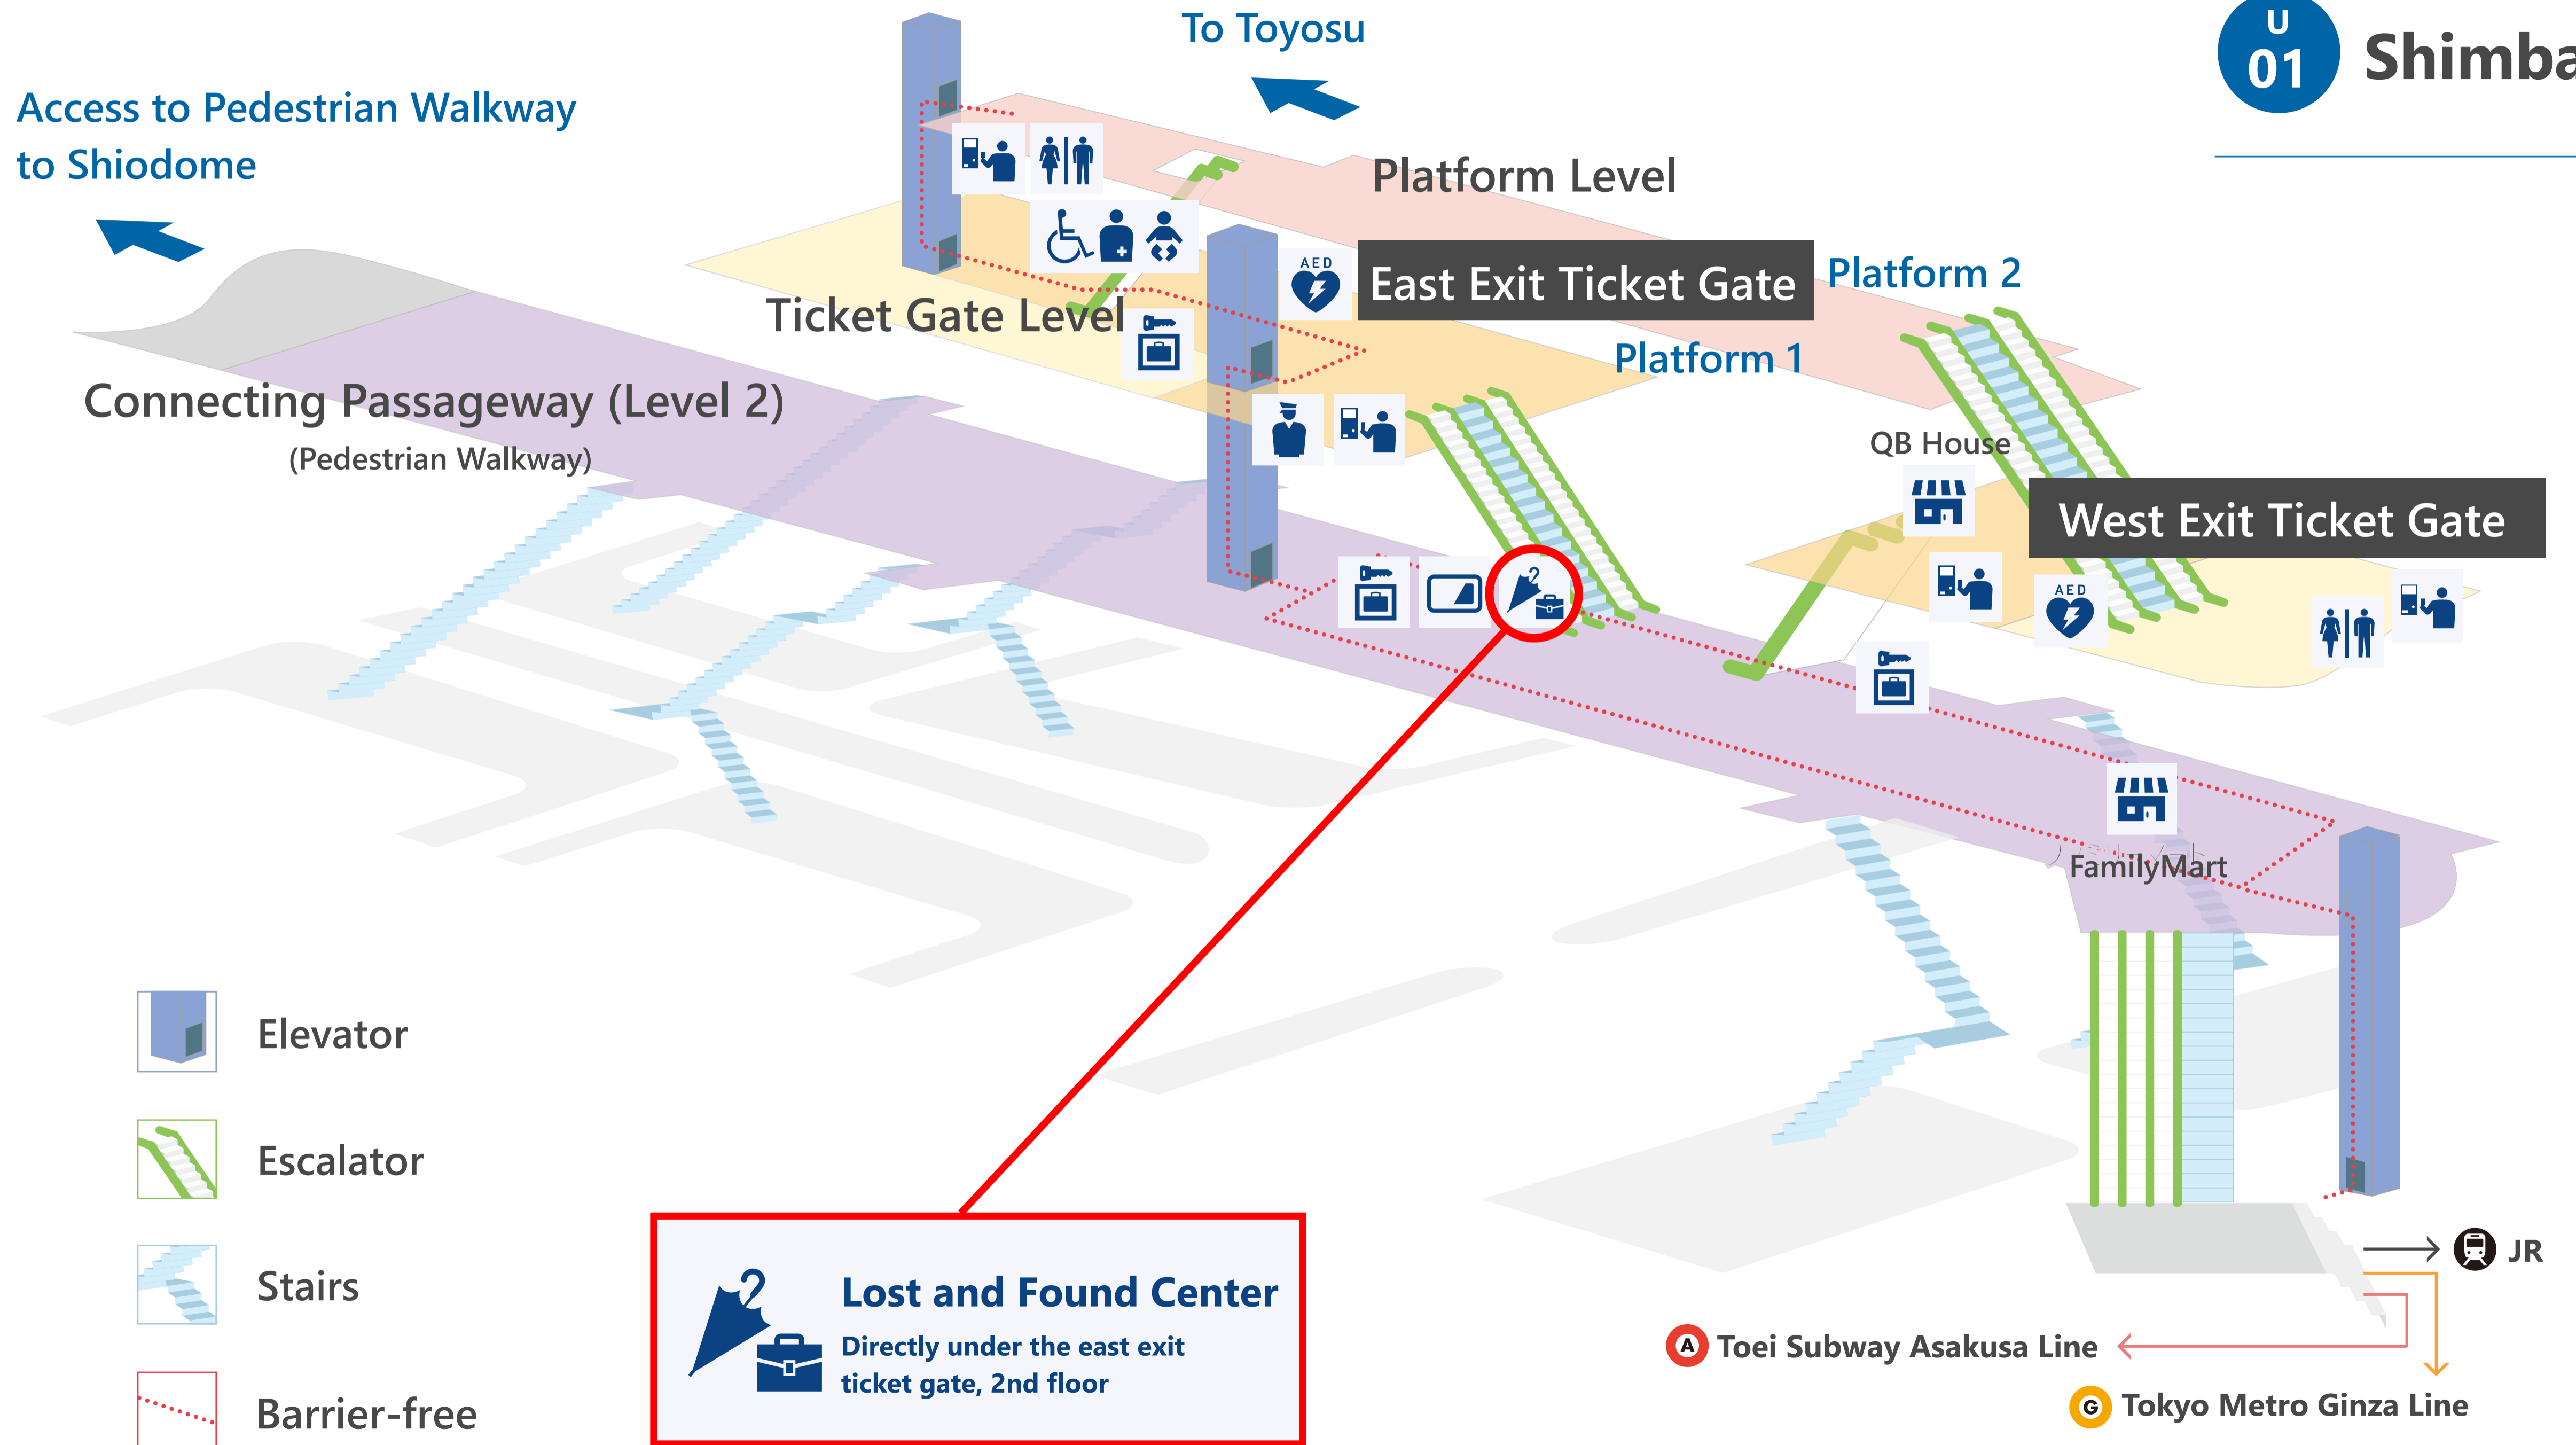 To Toyosu
U
01
Access to Pedestrian Walkway
to Shiodome
Platform Level
AED
East Exit Ticket Gate
Platform 2
Ticket Gate Level
Platform 1
Connecting Passageway (Level 2)
(Pedestrian Walkway)
QB House
West Exit Ticket Gate
AED
FamilyMart
Elevator
Escalator
Stairs
Barrier-free
Lost and Found Center
Directly under the east exit
ticket gate, 2nd floor
JR
A Toei Subway Asakusa Line
G Tokyo Metro Ginza Line